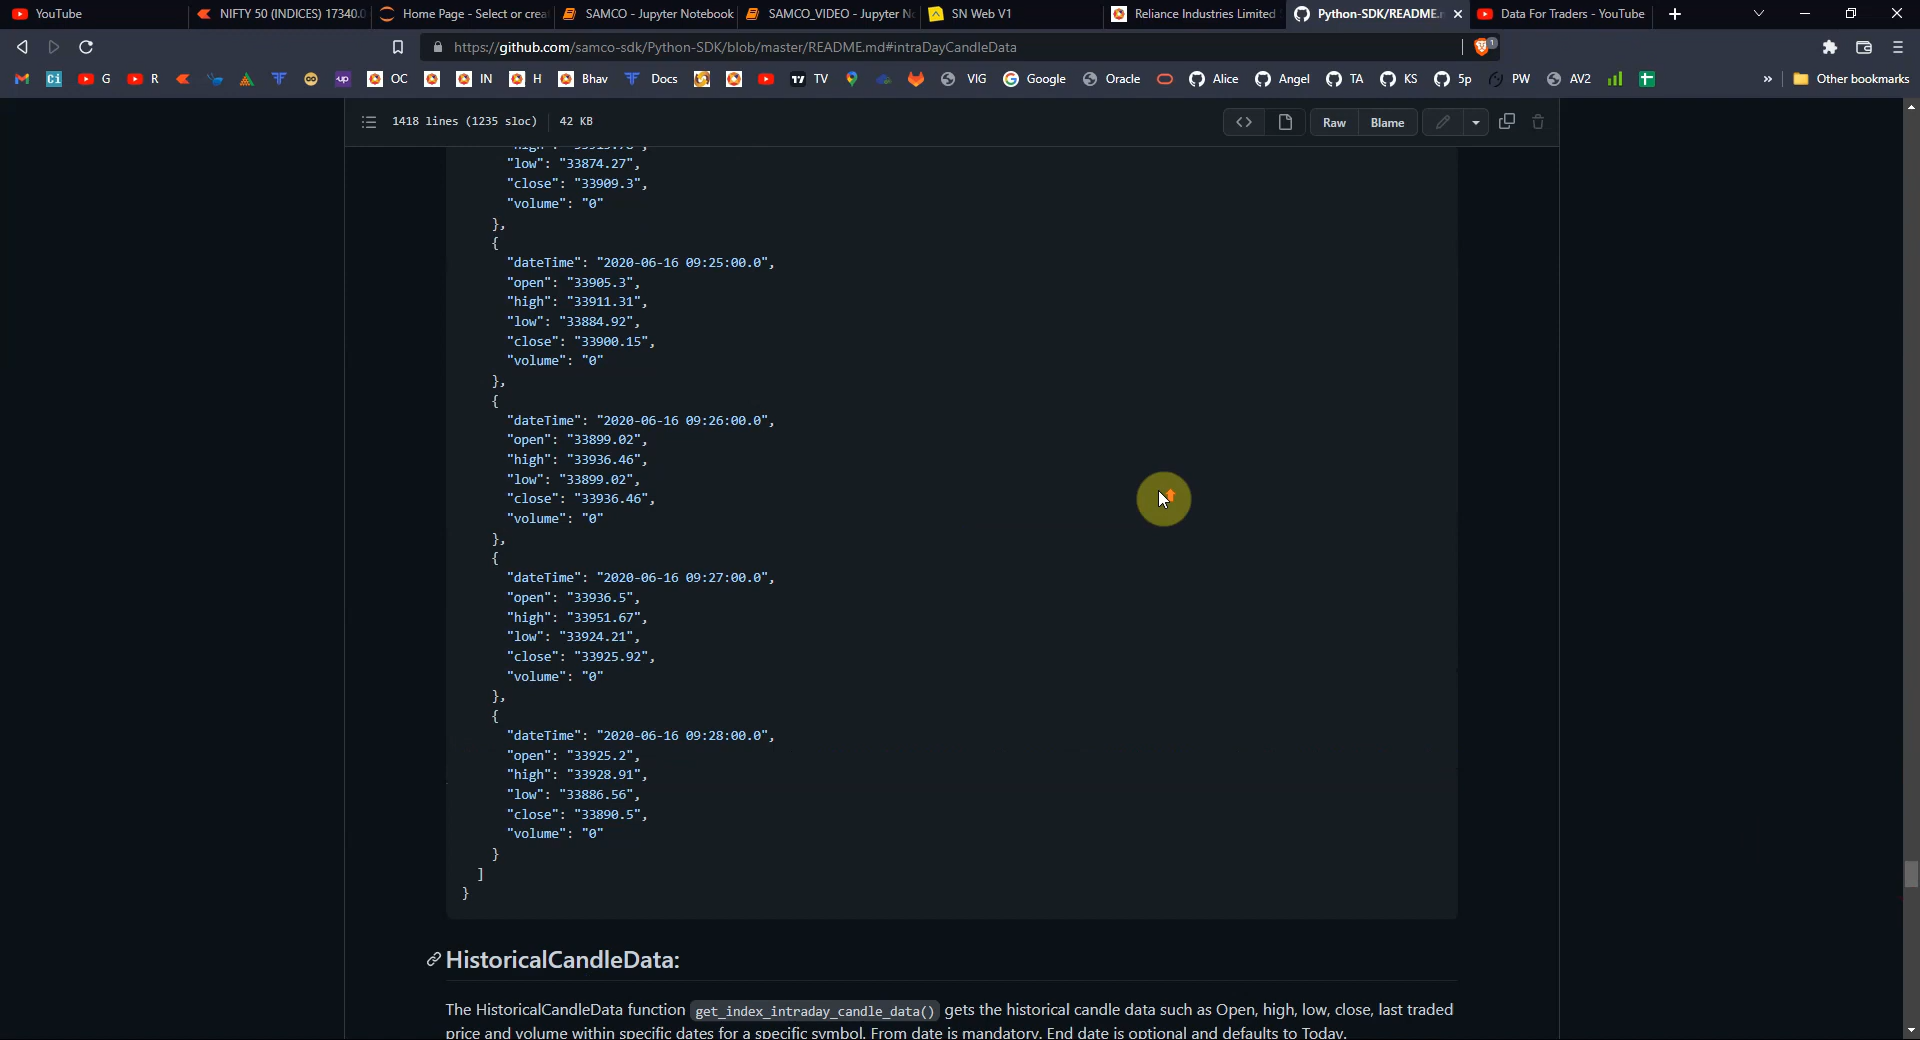 YouTube
NIFTY 50 (INDICES) 17340.0
Home Page - Select or crea
SAMCO - Jupyter Notebook
SAMCO_VIDEO - Jupyter N
SN Web V1
Reliance Industries Limited
Python-SDK/README.
Data For Traders - YouTube
https://github.com/samco-sdk/Python-SDK/blob/master/README.md#intraDayCandleData
1
Ci
G
R
up
OC
IN
H
Bhav
Docs
TV
VIG
Google
Oracle
Alice
Angel
TA
KS
5p
PW
AV2
»
Other bookmarks
1418 lines (1235 sloc)
42 KB
Raw
Blame
"low": "33874.27",
"close": "33909.3",
"volume": "0"
},
{
"dateTime": "2020-06-16 09:25:00.0",
"open": "33905.3",
"high": "33911.31",
"low": "33884.92",
"close": "33900.15",
"volume": "0"
},
{
"dateTime": "2020-06-16 09:26:00.0",
"open": "33899.02",
"high": "33936.46",
"low": "33899.02",
"close": "33936.46",
"volume": "0"
},
{
"dateTime": "2020-06-16 09:27:00.0",
"open": "33936.5",
"high": "33951.67",
"low": "33924.21",
"close": "33925.92",
"volume": "0"
},
{
"dateTime": "2020-06-16 09:28:00.0",
"open": "33925.2",
"high": "33928.91",
"low": "33886.56",
"close": "33890.5",
"volume": "0"
}
]
}
HistoricalCandleData:
The HistoricalCandleData function get_index_intraday_candle_data() gets the historical candle data such as Open, high, low, close, last traded
price and volume within specific dates for a specific symbol. From date is mandatory. End date is optional and defaults to Today.